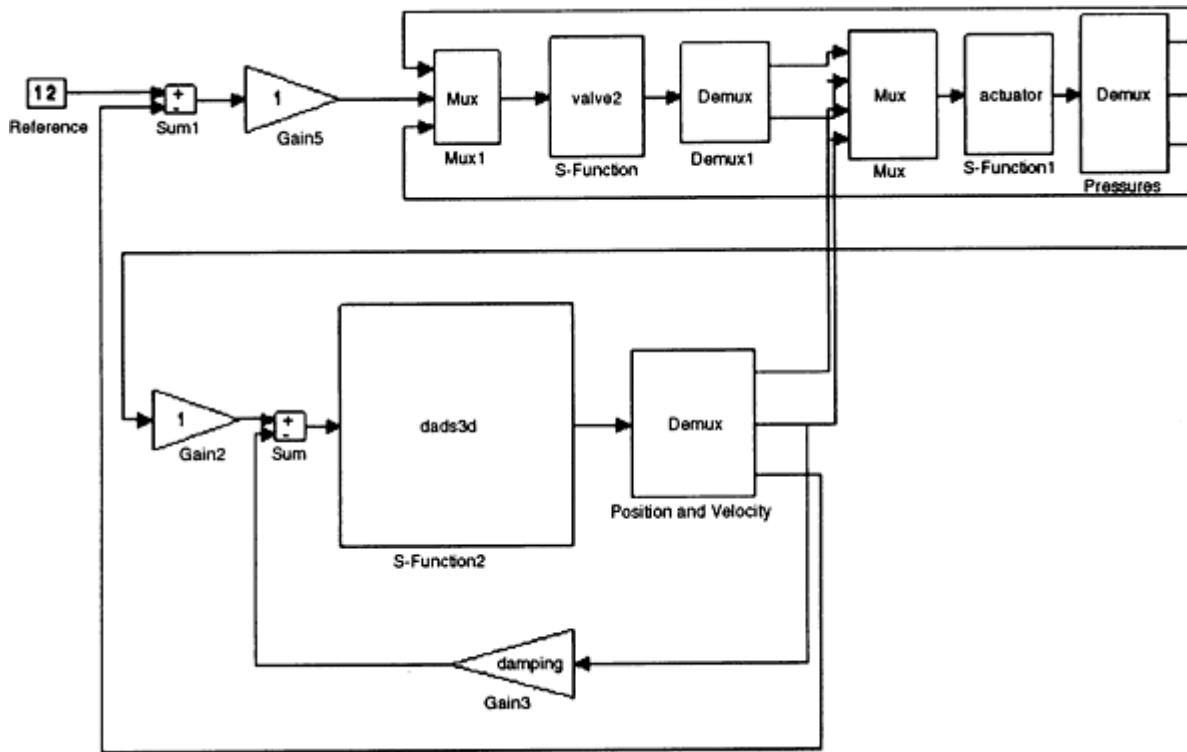 12
Reference
+
-
Sum1
1
Gain5
Mux
Mux1
valve2
S-Function
Demux
Demux1
Mux
Mux
actuator
S-Function1
Demux
Pressures
1
Gain2
+
-
Sum
dads3d
S-Function2
Demux
Position and Velocity
damping
Gain3